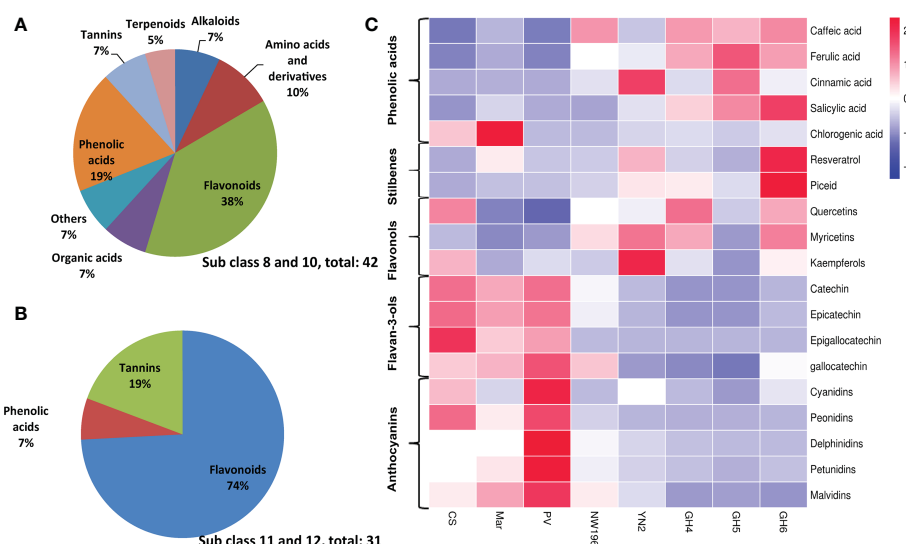 A
Terpenoids
5%
Alkaloids
7%
Tannins
7%
Amino acids
and
derivatives
10%
Phenolic
acids
19%
Flavonoids
38%
Others
7%
Organic acids
7%
Sub class 8 and 10, total: 42
B
Tannins
19%
Phenolic
acids
7%
Flavonoids
74%
Sub class 11 and 12, total: 31
C
Phenolic acids
Stilbenes
Flavonols
Flavan-3-ols
Anthocyanins
Caffeic acid
Ferulic acid
Cinnamic acid
Salicylic acid
Chlorogenic acid
Resveratrol
Piceid
Quercetins
Myricetins
Kaempferols
Catechin
Epicatechin
Epigallocatechin
gallocatechin
Cyanidins
Peonidins
Delphinidins
Petunidins
Malvidins
CS
Mar
PV
NW196
YN2
GH4
GH5
GH6
2
1
0